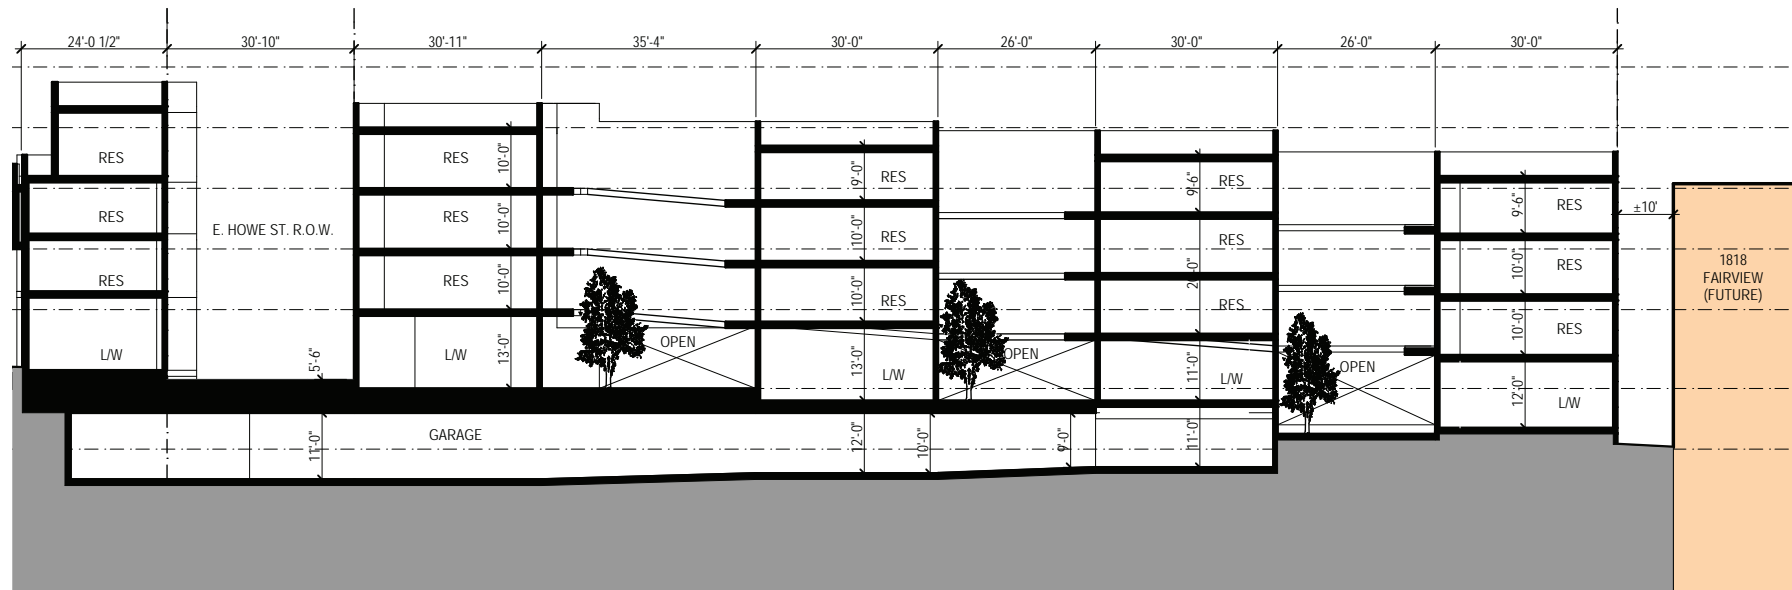 24'-0 1/2"
30'-10"
30'-11"
35'-4"
30'-0"
26'-0"
30'-0"
26'-0"
30'-0"
RES
RES
RES
L/W
E. HOWE ST. R.O.W.
5'-6"
RES
RES
RES
L/W
10'-0"
10'-0"
10'-0"
13'-0"
OPEN
9'-0"
10'-0"
10'-0"
13'-0"
RES
RES
RES
L/W
OPEN
9'-6"
11'-0"
RES
RES
RES
L/W
OPEN
9'-6"
10'-0"
10'-0"
12'-0"
RES
RES
RES
L/W
±10'
1818
FAIRVIEW
(FUTURE)
GARAGE
11'-0"
12'-0"
10'-0"
9'-0"
11'-0"